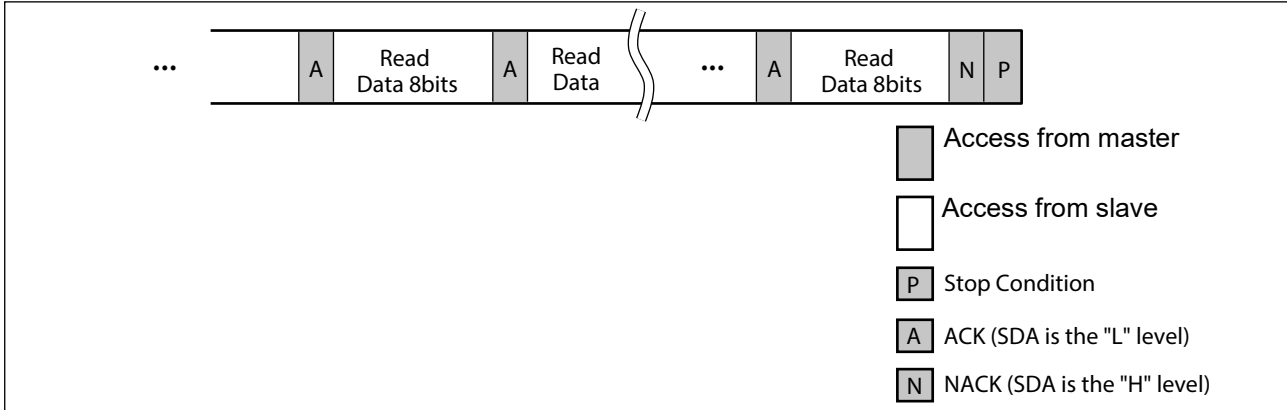 ... A Read Data 8bits A Read Data ... A Read Data 8bits N P
Access from master
Access from slave
P Stop Condition
A ACK (SDA is the "L" level)
N NACK (SDA is the "H" level)